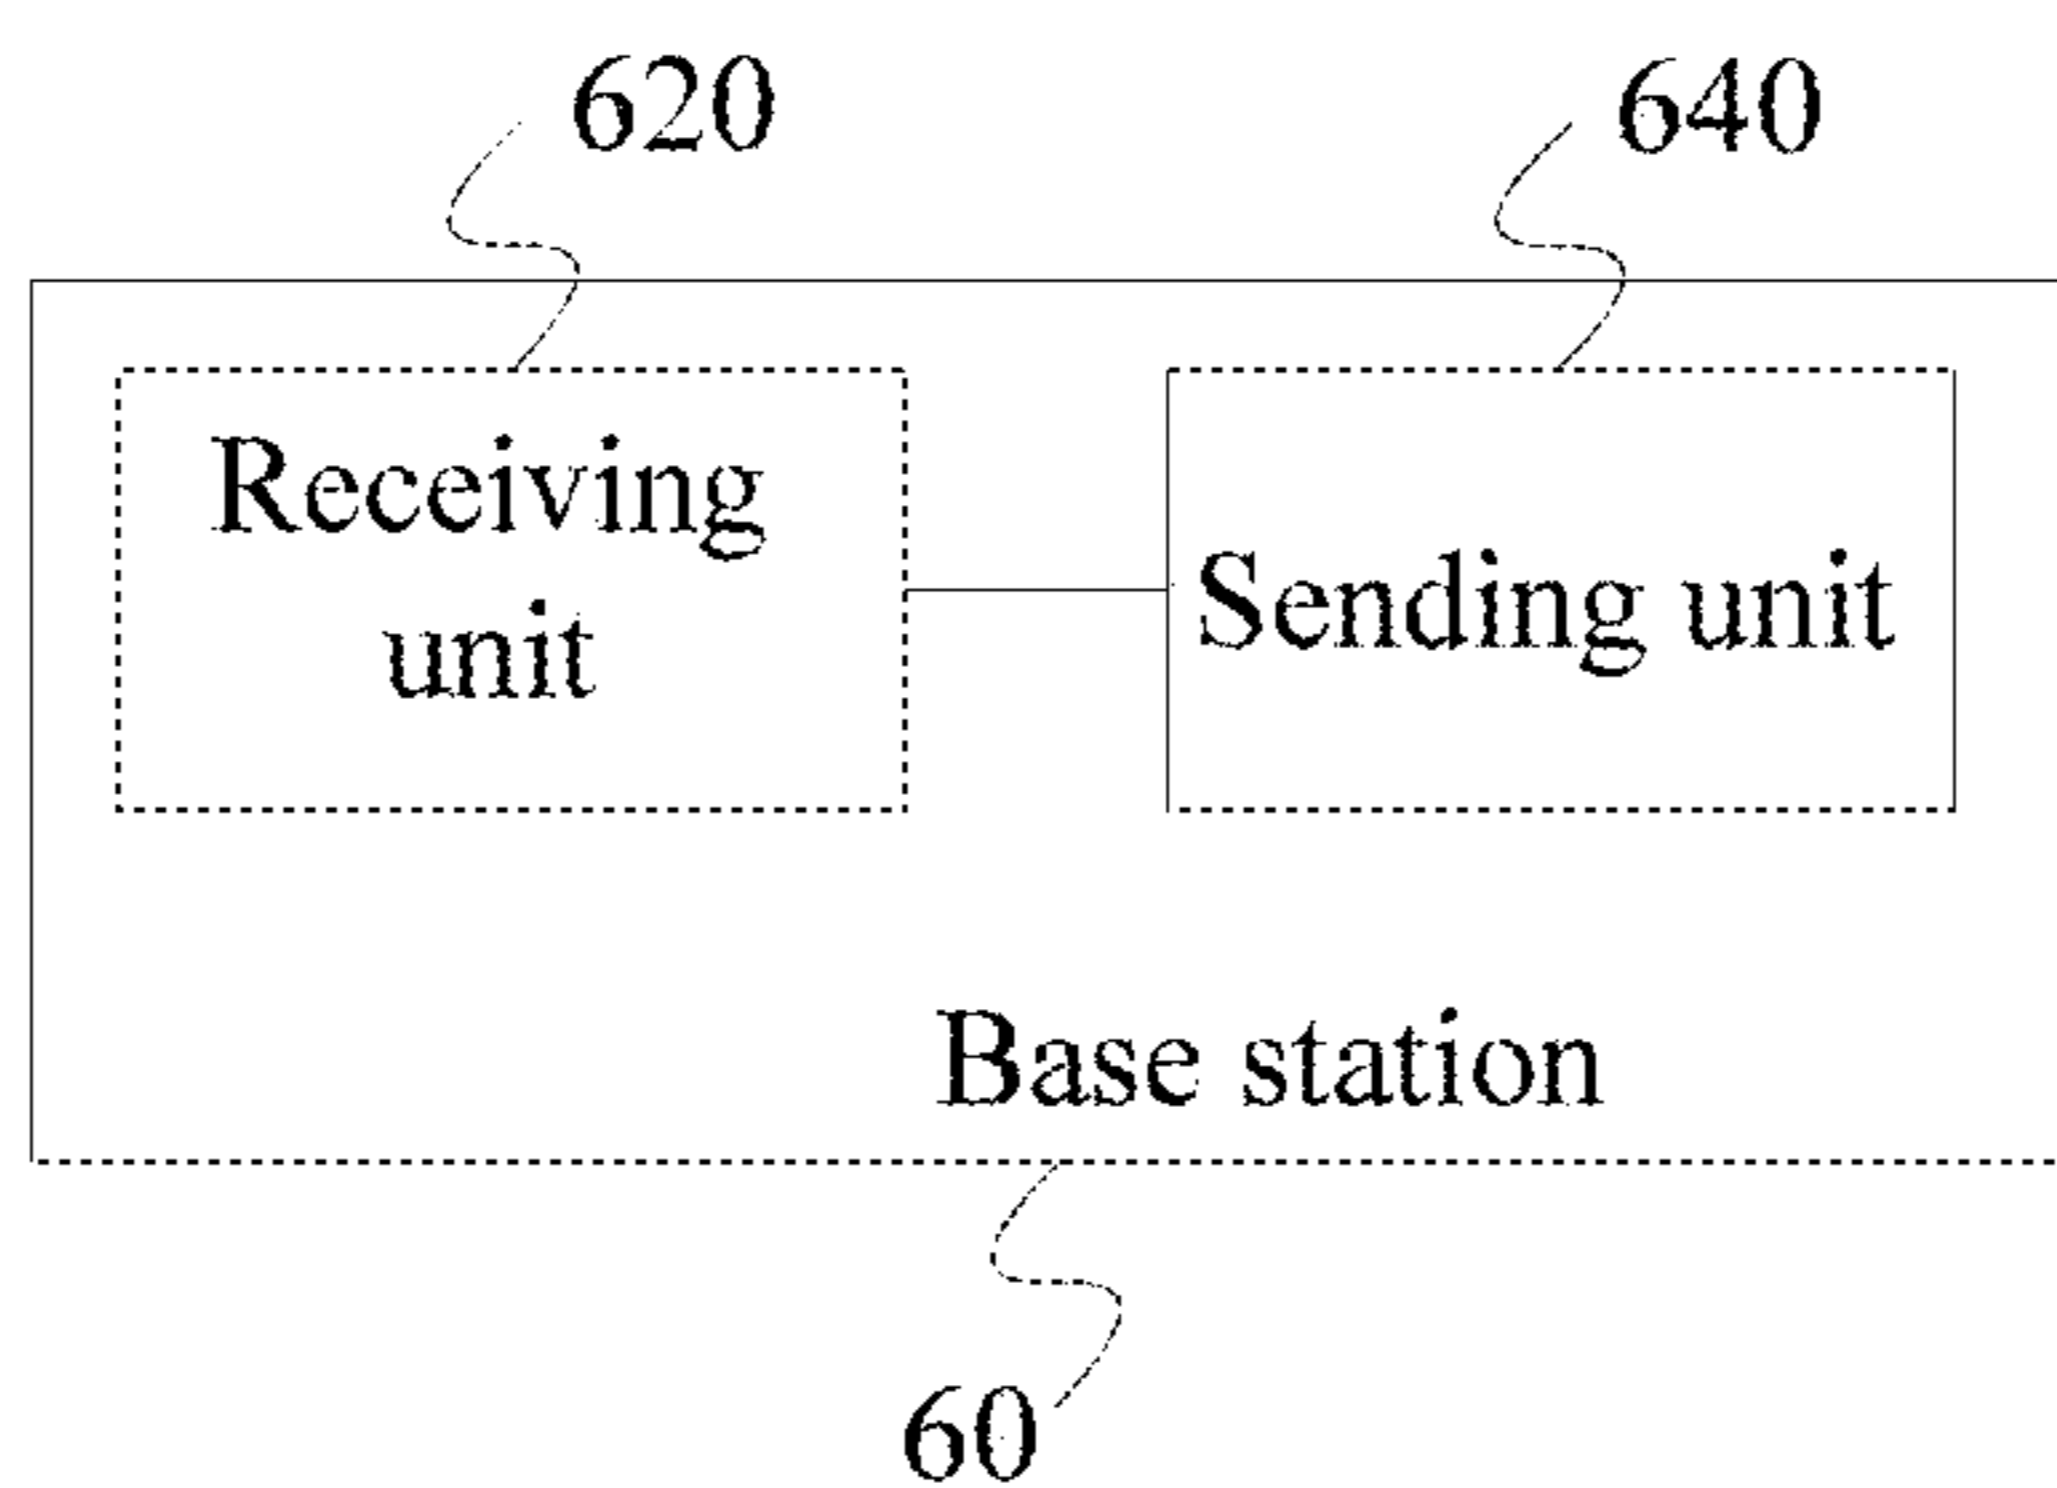 620
640
Receiving
unit
Sending unit
Base station
60